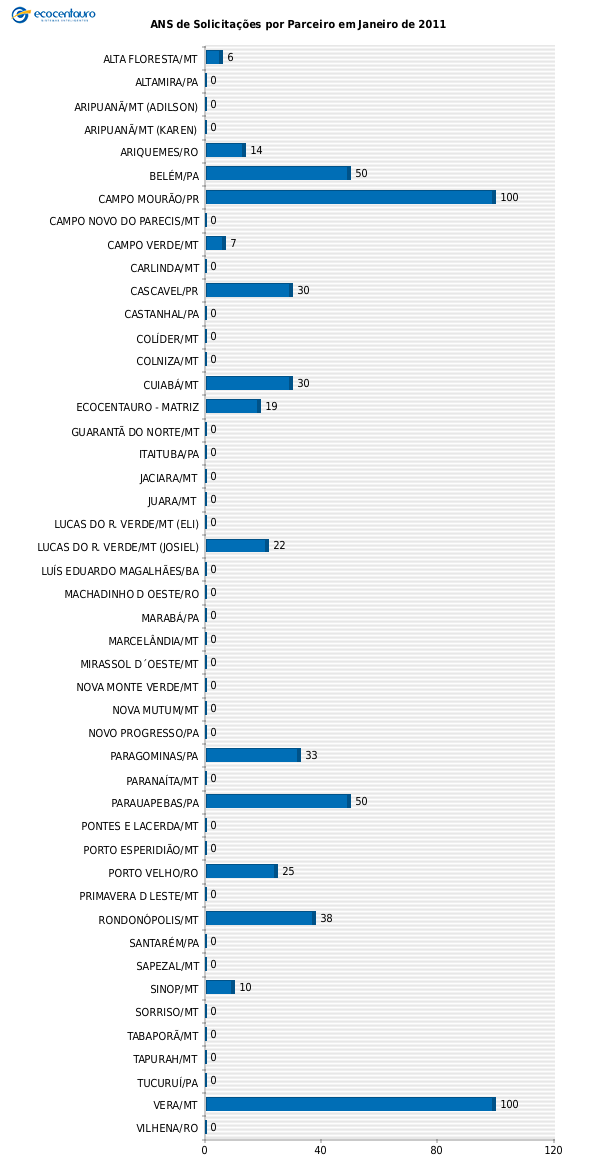 ecocentauro
ANS de Solicitações por Parceiro em Janeiro de 2011
ALTA FLORESTA/MT 6
ALTAMIRA/PA 0
ARIPUANÃ/MT (ADILSON) 0
ARIPUANÃ/MT (KAREN) 0
ARIQUEMES/RO 14
BELÉM/PA 50
CAMPO MOURÃO/PR 100
CAMPO NOVO DO PARECIS/MT 0
CAMPO VERDE/MT 7
CARLINDA/MT 0
CASCAVEL/PR 30
CASTANHAL/PA 0
COLÍDER/MT 0
COLNIZA/MT 0
CUIABÁ/MT 30
ECOCENTAURO - MATRIZ 19
GUARANTÃ DO NORTE/MT 0
ITAITUBA/PA 0
JACIARA/MT 0
JUARA/MT 0
LUCAS DO R. VERDE/MT (ELI) 0
LUCAS DO R. VERDE/MT (JOSIEL) 22
LUÍS EDUARDO MAGALHÃES/BA 0
MACHADINHO D OESTE/RO 0
MARABÁ/PA 0
MARCELÂNDIA/MT 0
MIRASSOL D´OESTE/MT 0
NOVA MONTE VERDE/MT 0
NOVA MUTUM/MT 0
NOVO PROGRESSO/PA 0
PARAGOMINAS/PA 33
PARANAÍTA/MT 0
PARAUAPEBAS/PA 50
PONTES E LACERDA/MT 0
PORTO ESPERIDIÃO/MT 0
PORTO VELHO/RO 25
PRIMAVERA D LESTE/MT 0
RONDONÓPOLIS/MT 38
SANTARÉM/PA 0
SAPEZAL/MT 0
SINOP/MT 10
SORRISO/MT 0
TABAPORÃ/MT 0
TAPURAH/MT 0
TUCURUÍ/PA 0
VERA/MT 100
VILHENA/RO 0
0 40 80 120